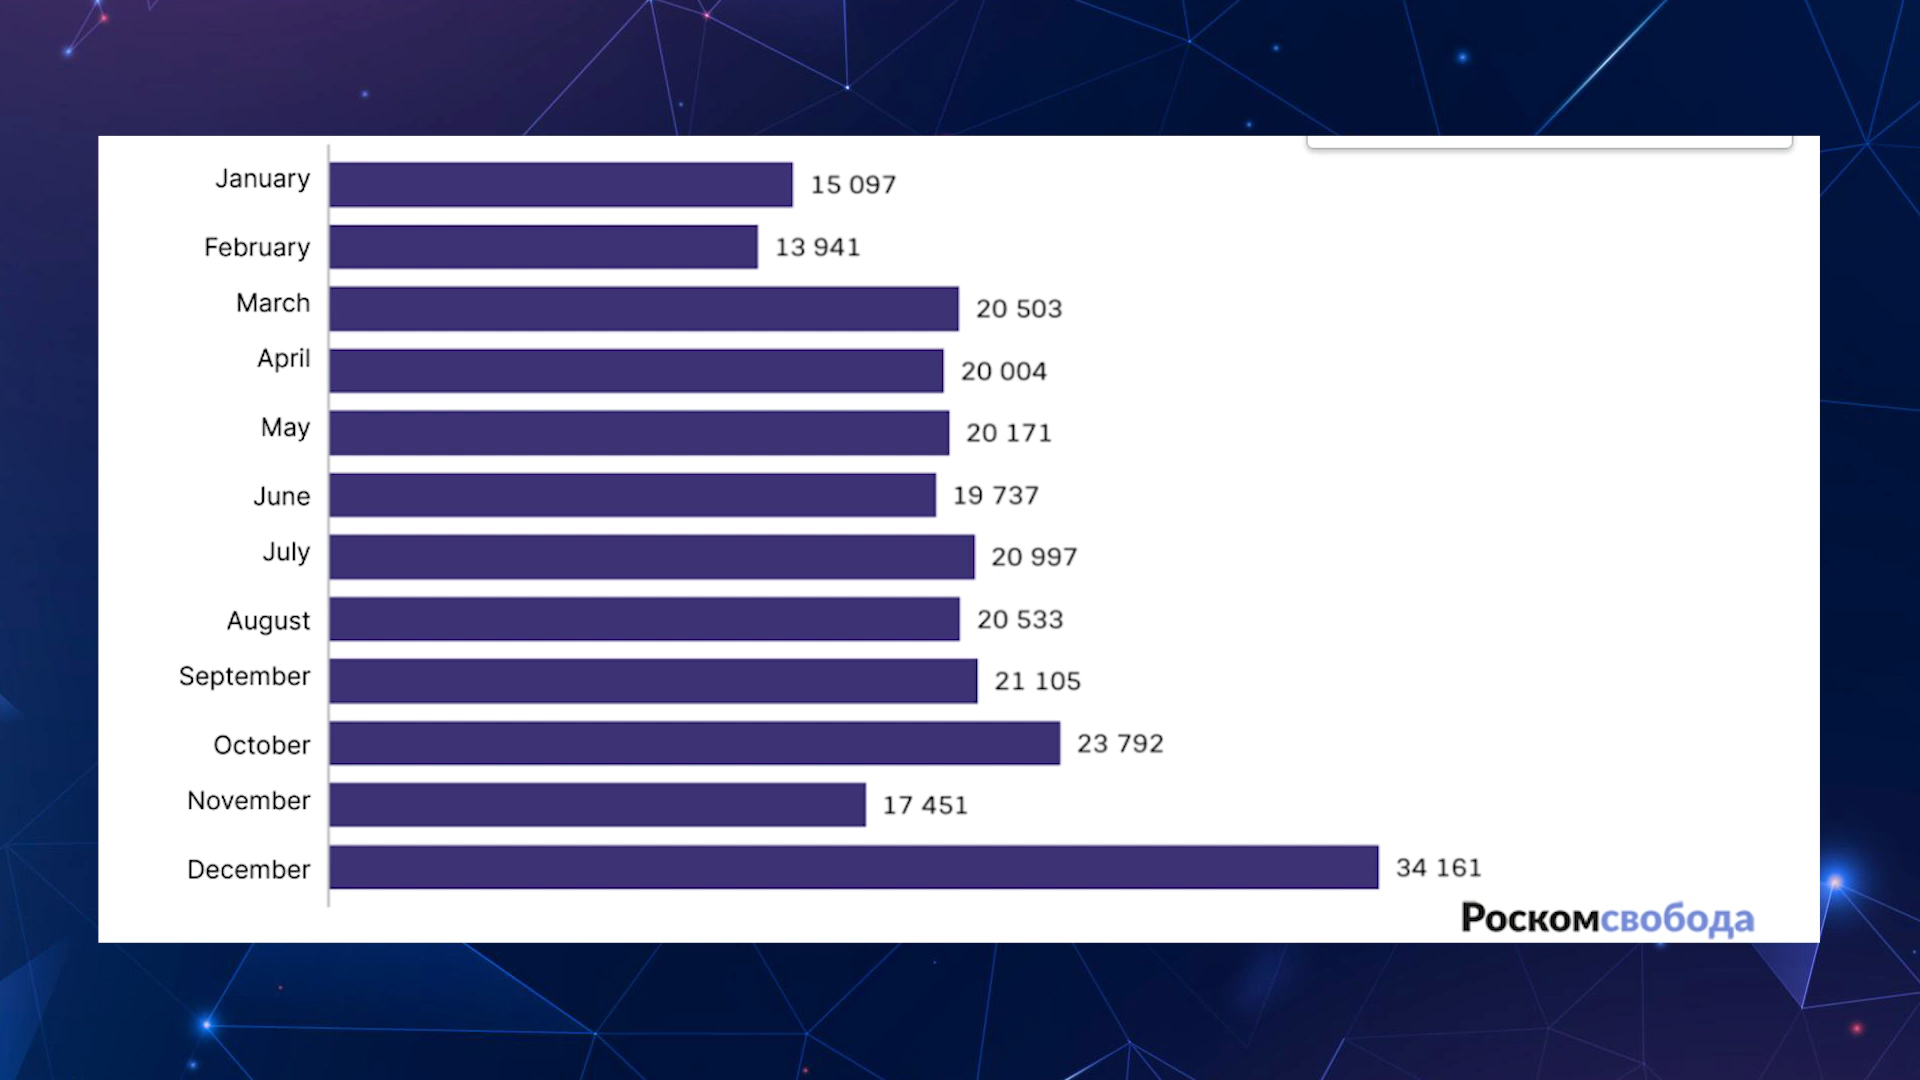 January 15 097
February 13 941
March 20 503
April 20 004
May 20 171
June 19 737
July 20 997
August 20 533
September 21 105
October 23 792
November 17 451
December 34 161
Роскомсвобода